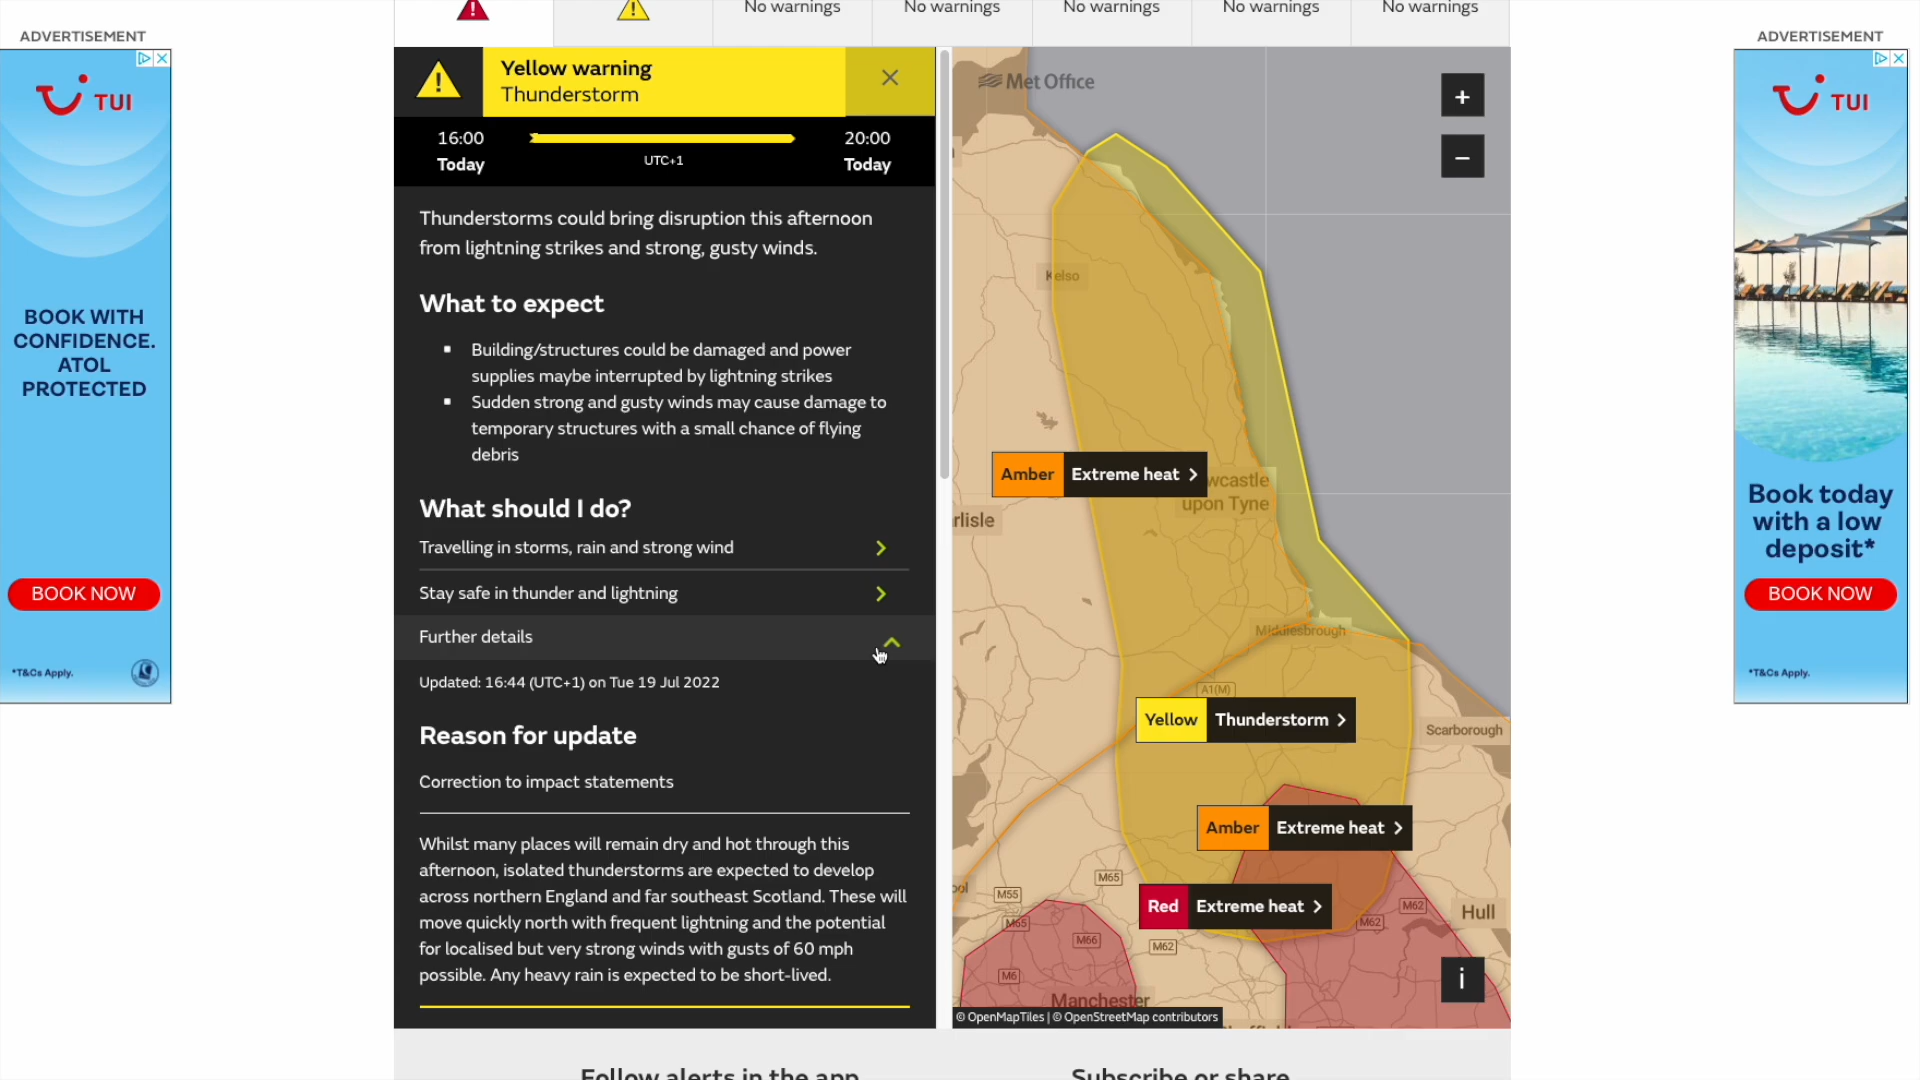 No warnings
No warnings
No warnings
No warnings
No warnings
ADVERTISEMENT
TUI
BOOK WITH
CONFIDENCE.
ATOL
PROTECTED
BOOK NOW
*T&Cs Apply.
Yellow warning
Thunderstorm
16:00
Today
UTC+1
20:00
Today
Thunderstorms could bring disruption this afternoon
from lightning strikes and strong, gusty winds.
What to expect
Building/structures could be damaged and power
supplies maybe interrupted by lightning strikes
Sudden strong and gusty winds may cause damage to
temporary structures with a small chance of flying
debris
What should I do?
Travelling in storms, rain and strong wind
Stay safe in thunder and lightning
Further details
Updated: 16:44 (UTC+1) on Tue 19 Jul 2022
Reason for update
Correction to impact statements
Whilst many places will remain dry and hot through this
afternoon, isolated thunderstorms are expected to develop
across northern England and far southeast Scotland. These will
move quickly north with frequent lightning and the potential
for localised but very strong winds with gusts of 60 mph
possible. Any heavy rain is expected to be short-lived.
Met Office
+
−
Kelso
Amber Extreme heat
wcastle
upon Tyne
rlisle
Middlesbrough
A1(M)
Yellow Thunderstorm
Scarborough
Amber Extreme heat
ool
M65
M55
Red Extreme heat
M62
Hull
M65
M62
M66
M62
M6
i
Manchester
© OpenMapTiles | © OpenStreetMap contributors
Follow alerts in the app
Subscribe or share
ADVERTISEMENT
TUI
Book today
with a low
deposit*
BOOK NOW
*T&Cs Apply.